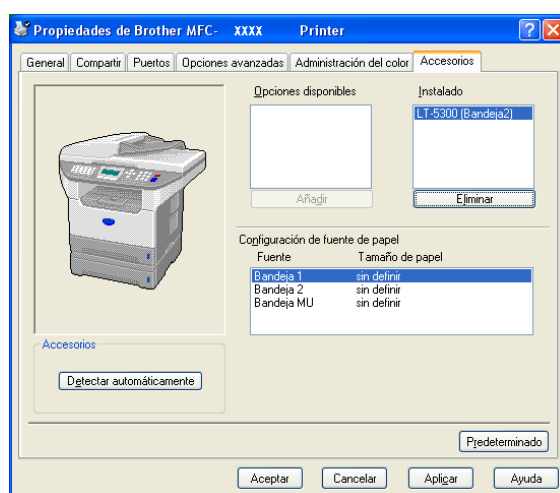 Propiedades de Brother MFC- XXXX Printer
General Compartir Puertos Opciones avanzadas Administración del color Accesorios
Opciones disponibles Instalado
LT-5300 (Bandeja2)
Añadir Eliminar
Configuración de fuente de papel
Fuente Tamaño de papel
Bandeja 1 sin definir
Bandeja 2 sin definir
Bandeja MU sin definir
Accesorios
Detectar automáticamente
Predeterminado
Aceptar Cancelar Aplicar Ayuda